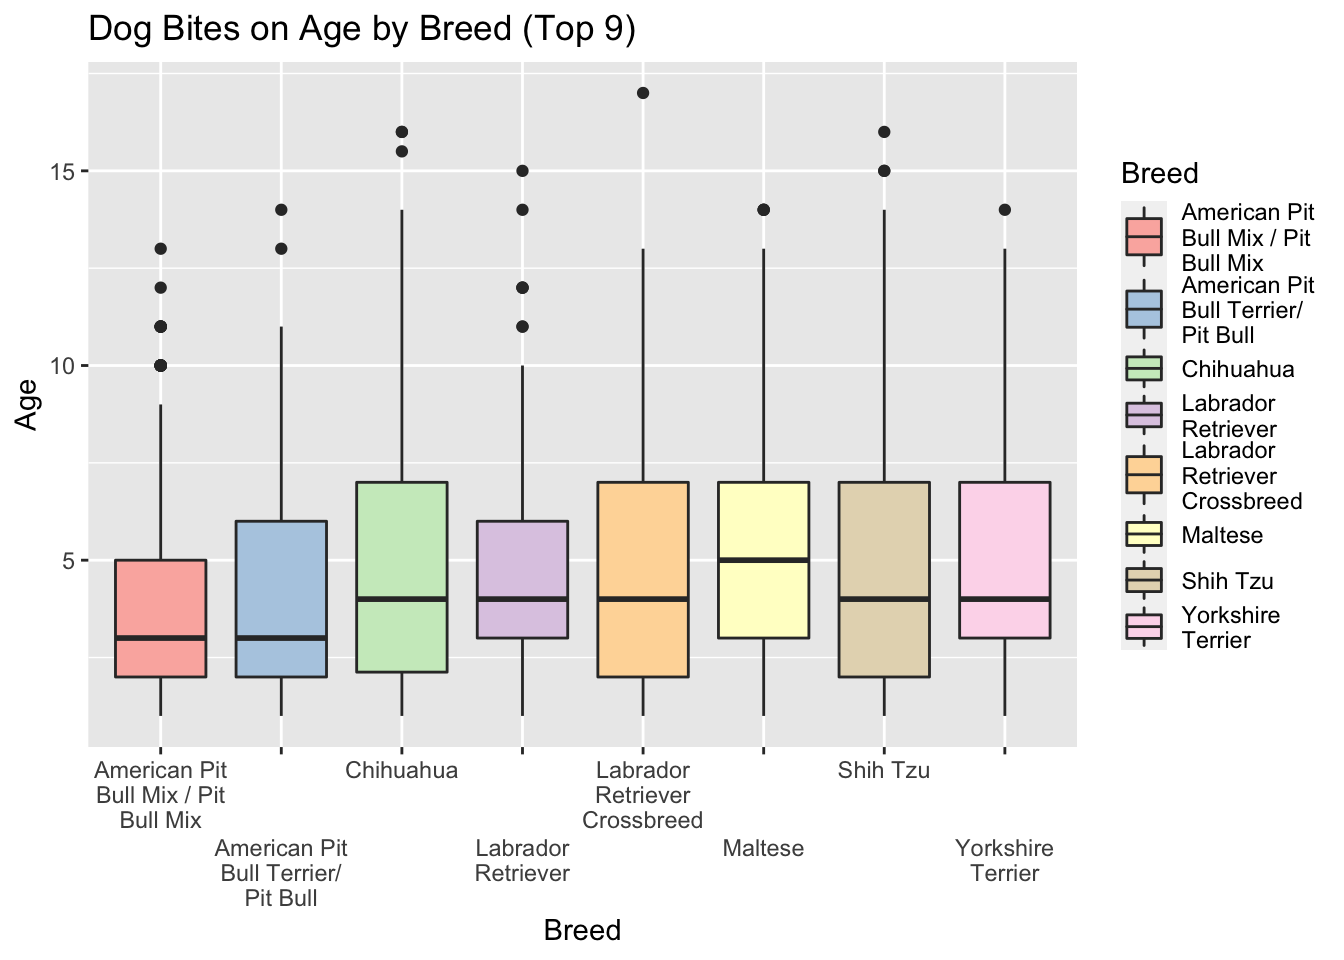 Dog Bites on Age by Breed (Top 9)
Age
15
10
5
American Pit
Bull Mix / Pit
Bull Mix
American Pit
Bull Terrier/
Pit Bull
Chihuahua
Labrador
Retriever
Labrador
Retriever
Crossbreed
Maltese
Shih Tzu
Yorkshire
Terrier
Breed
Breed
American Pit
Bull Mix / Pit
Bull Mix
American Pit
Bull Terrier/
Pit Bull
Chihuahua
Labrador
Retriever
Labrador
Retriever
Crossbreed
Maltese
Shih Tzu
Yorkshire
Terrier